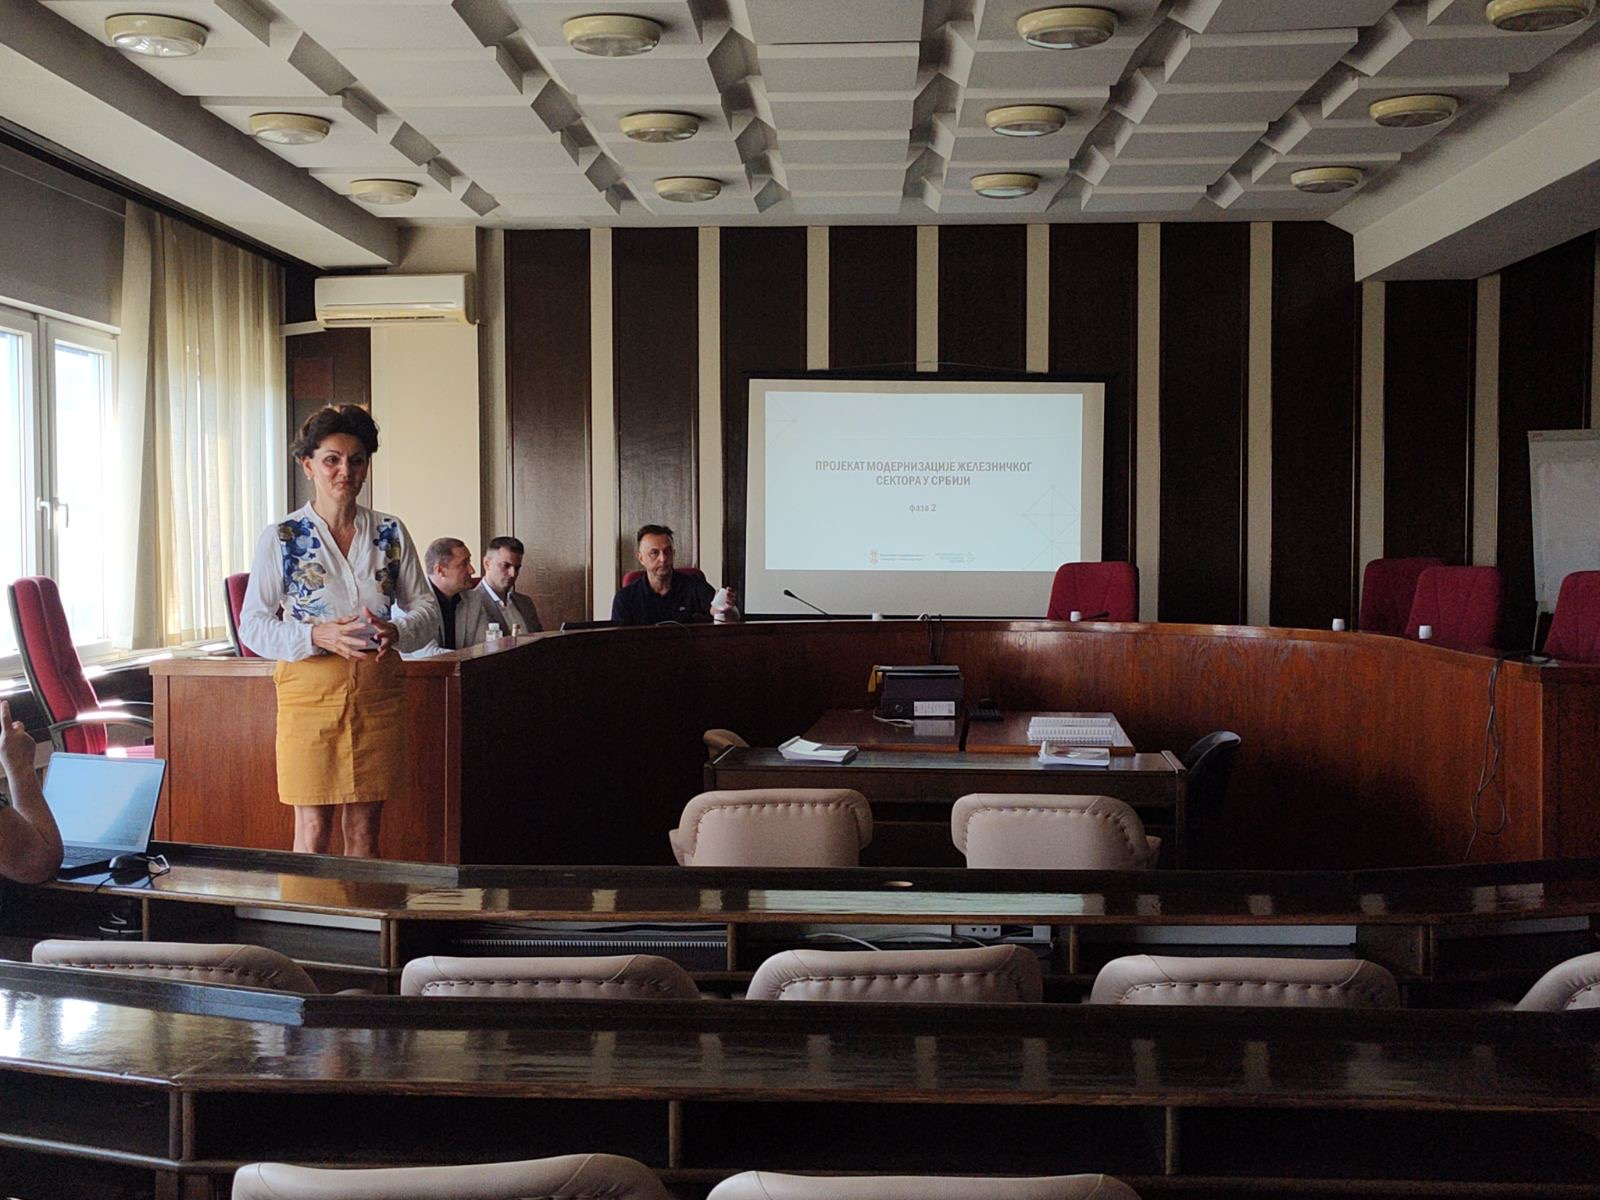 ПРОЈЕКАТ МОДЕРНИЗАЦИЈЕ ЖЕЛЕЗНИЧКОГ
СЕКТОРА У СРБИЈИ
фаза 2